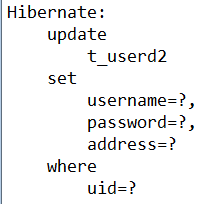 Hibernate:
    update
        t_userd2
    set
        username=?,
        password=?,
        address=?
    where
        uid=?